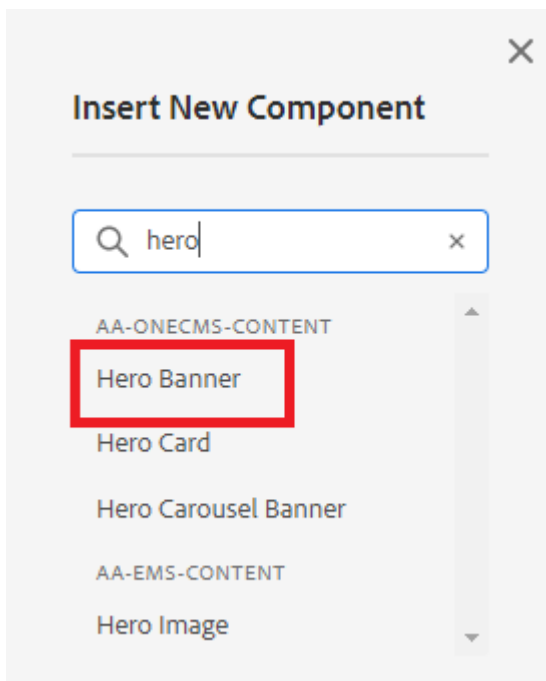 Insert New Component
hero
AA-ONECMS-CONTENT
Hero Banner
Hero Card
Hero Carousel Banner
AA-EMS-CONTENT
Hero Image